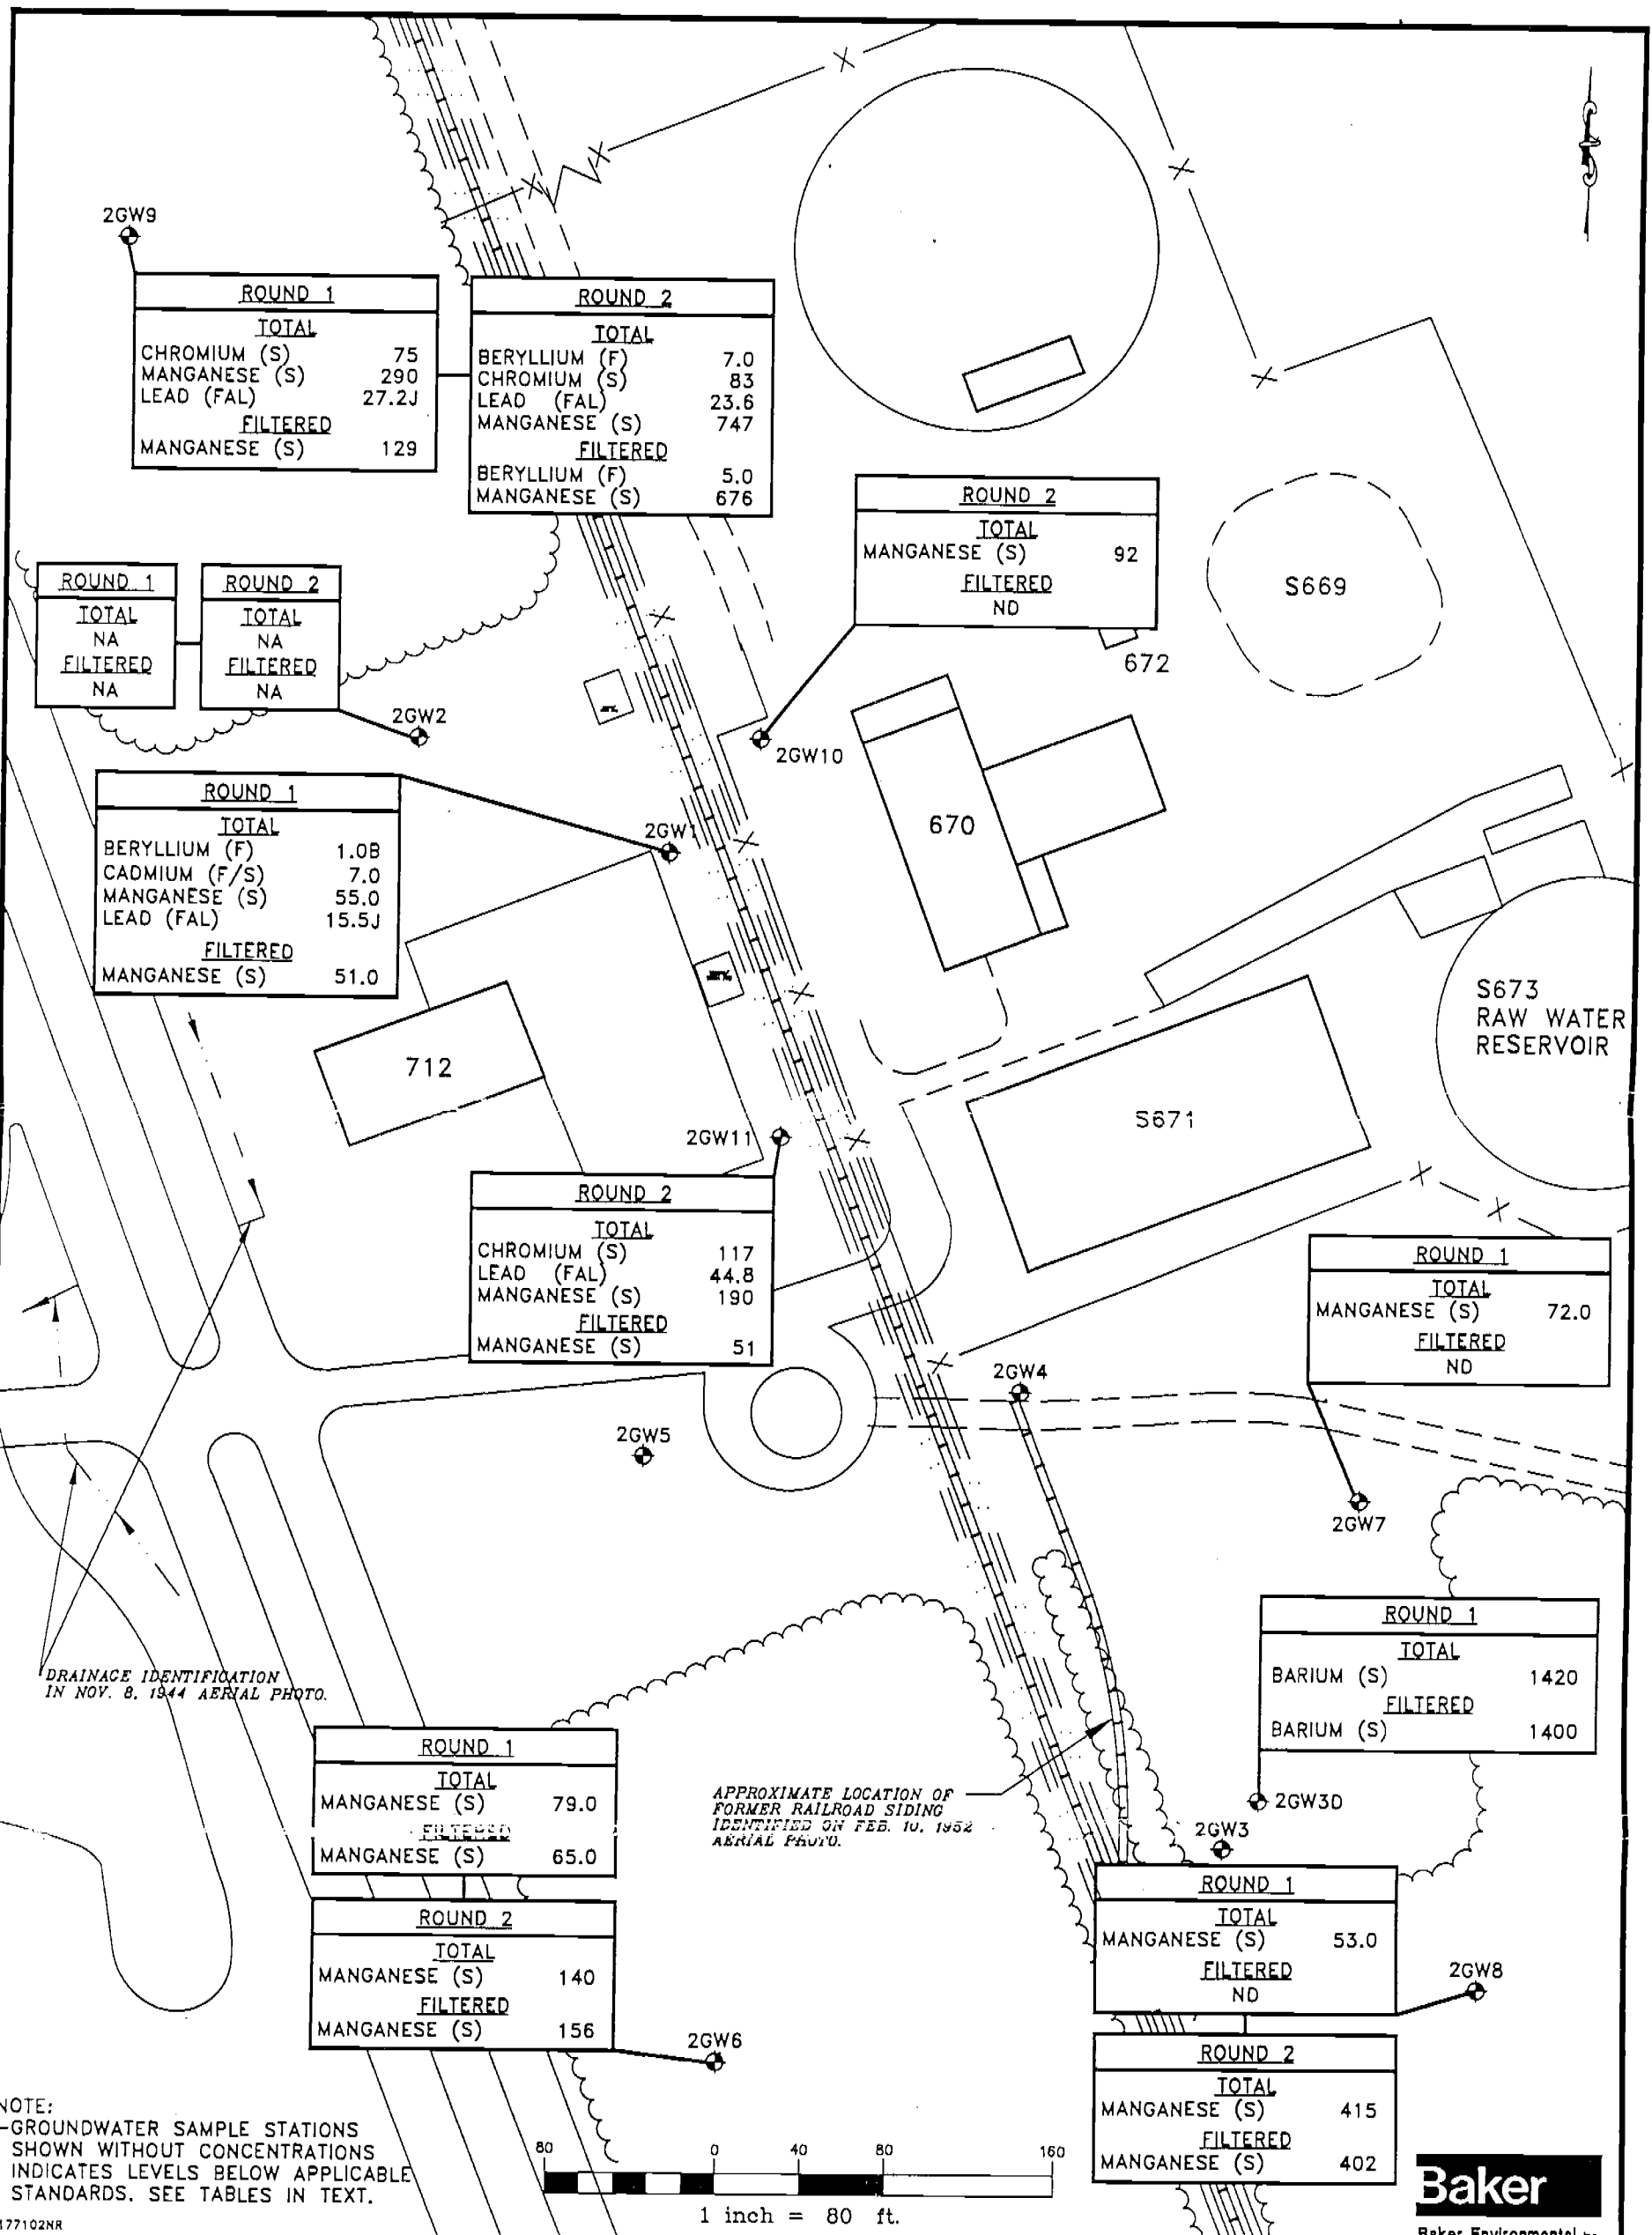 2GW9
ROUND 1
TOTAL
CHROMIUM (S) 75
MANGANESE (S) 290
LEAD (FAL) 27.2J
FILTERED
MANGANESE (S) 129
ROUND 2
TOTAL
BERYLLIUM (F) 7.0
CHROMIUM (S) 83
LEAD (FAL) 23.6
MANGANESE (S) 747
FILTERED
BERYLLIUM (F) 5.0
MANGANESE (S) 676
ROUND 2
TOTAL
MANGANESE (S) 92
FILTERED
ND
S669
672
ROUND 1
TOTAL
NA
FILTERED
NA
ROUND 2
TOTAL
NA
FILTERED
NA
2GW2
2GW10
ROUND 1
TOTAL
BERYLLIUM (F) 1.0B
CADMIUM (F/S) 7.0
MANGANESE (S) 55.0
LEAD (FAL) 15.5J
FILTERED
MANGANESE (S) 51.0
2GW1
670
S673
RAW WATER
RESERVOIR
712
S671
2GW11
ROUND 2
TOTAL
CHROMIUM (S) 117
LEAD (FAL) 44.8
MANGANESE (S) 190
FILTERED
MANGANESE (S) 51
ROUND 1
TOTAL
MANGANESE (S) 72.0
FILTERED
ND
2GW4
2GW5
2GW7
DRAINAGE IDENTIFICATION
IN NOV. 8, 1944 AERIAL PHOTO.
ROUND 1
TOTAL
BARIUM (S) 1420
FILTERED
BARIUM (S) 1400
2GW3D
ROUND 1
TOTAL
MANGANESE (S) 79.0
FILTERED
MANGANESE (S) 65.0
APPROXIMATE LOCATION OF
FORMER RAILROAD SIDING
IDENTIFIED ON FEB. 10, 1952
AERIAL PHOTO.
2GW3
ROUND 1
TOTAL
MANGANESE (S) 53.0
FILTERED
ND
2GW8
ROUND 2
TOTAL
MANGANESE (S) 140
FILTERED
MANGANESE (S) 156
2GW6
ROUND 2
TOTAL
MANGANESE (S) 415
FILTERED
MANGANESE (S) 402
NOTE:
-GROUNDWATER SAMPLE STATIONS
SHOWN WITHOUT CONCENTRATIONS
INDICATES LEVELS BELOW APPLICABLE
STANDARDS. SEE TABLES IN TEXT.
177102NR
80 0 40 80 160
1 inch = 80 ft.
Baker
Baker Environmental